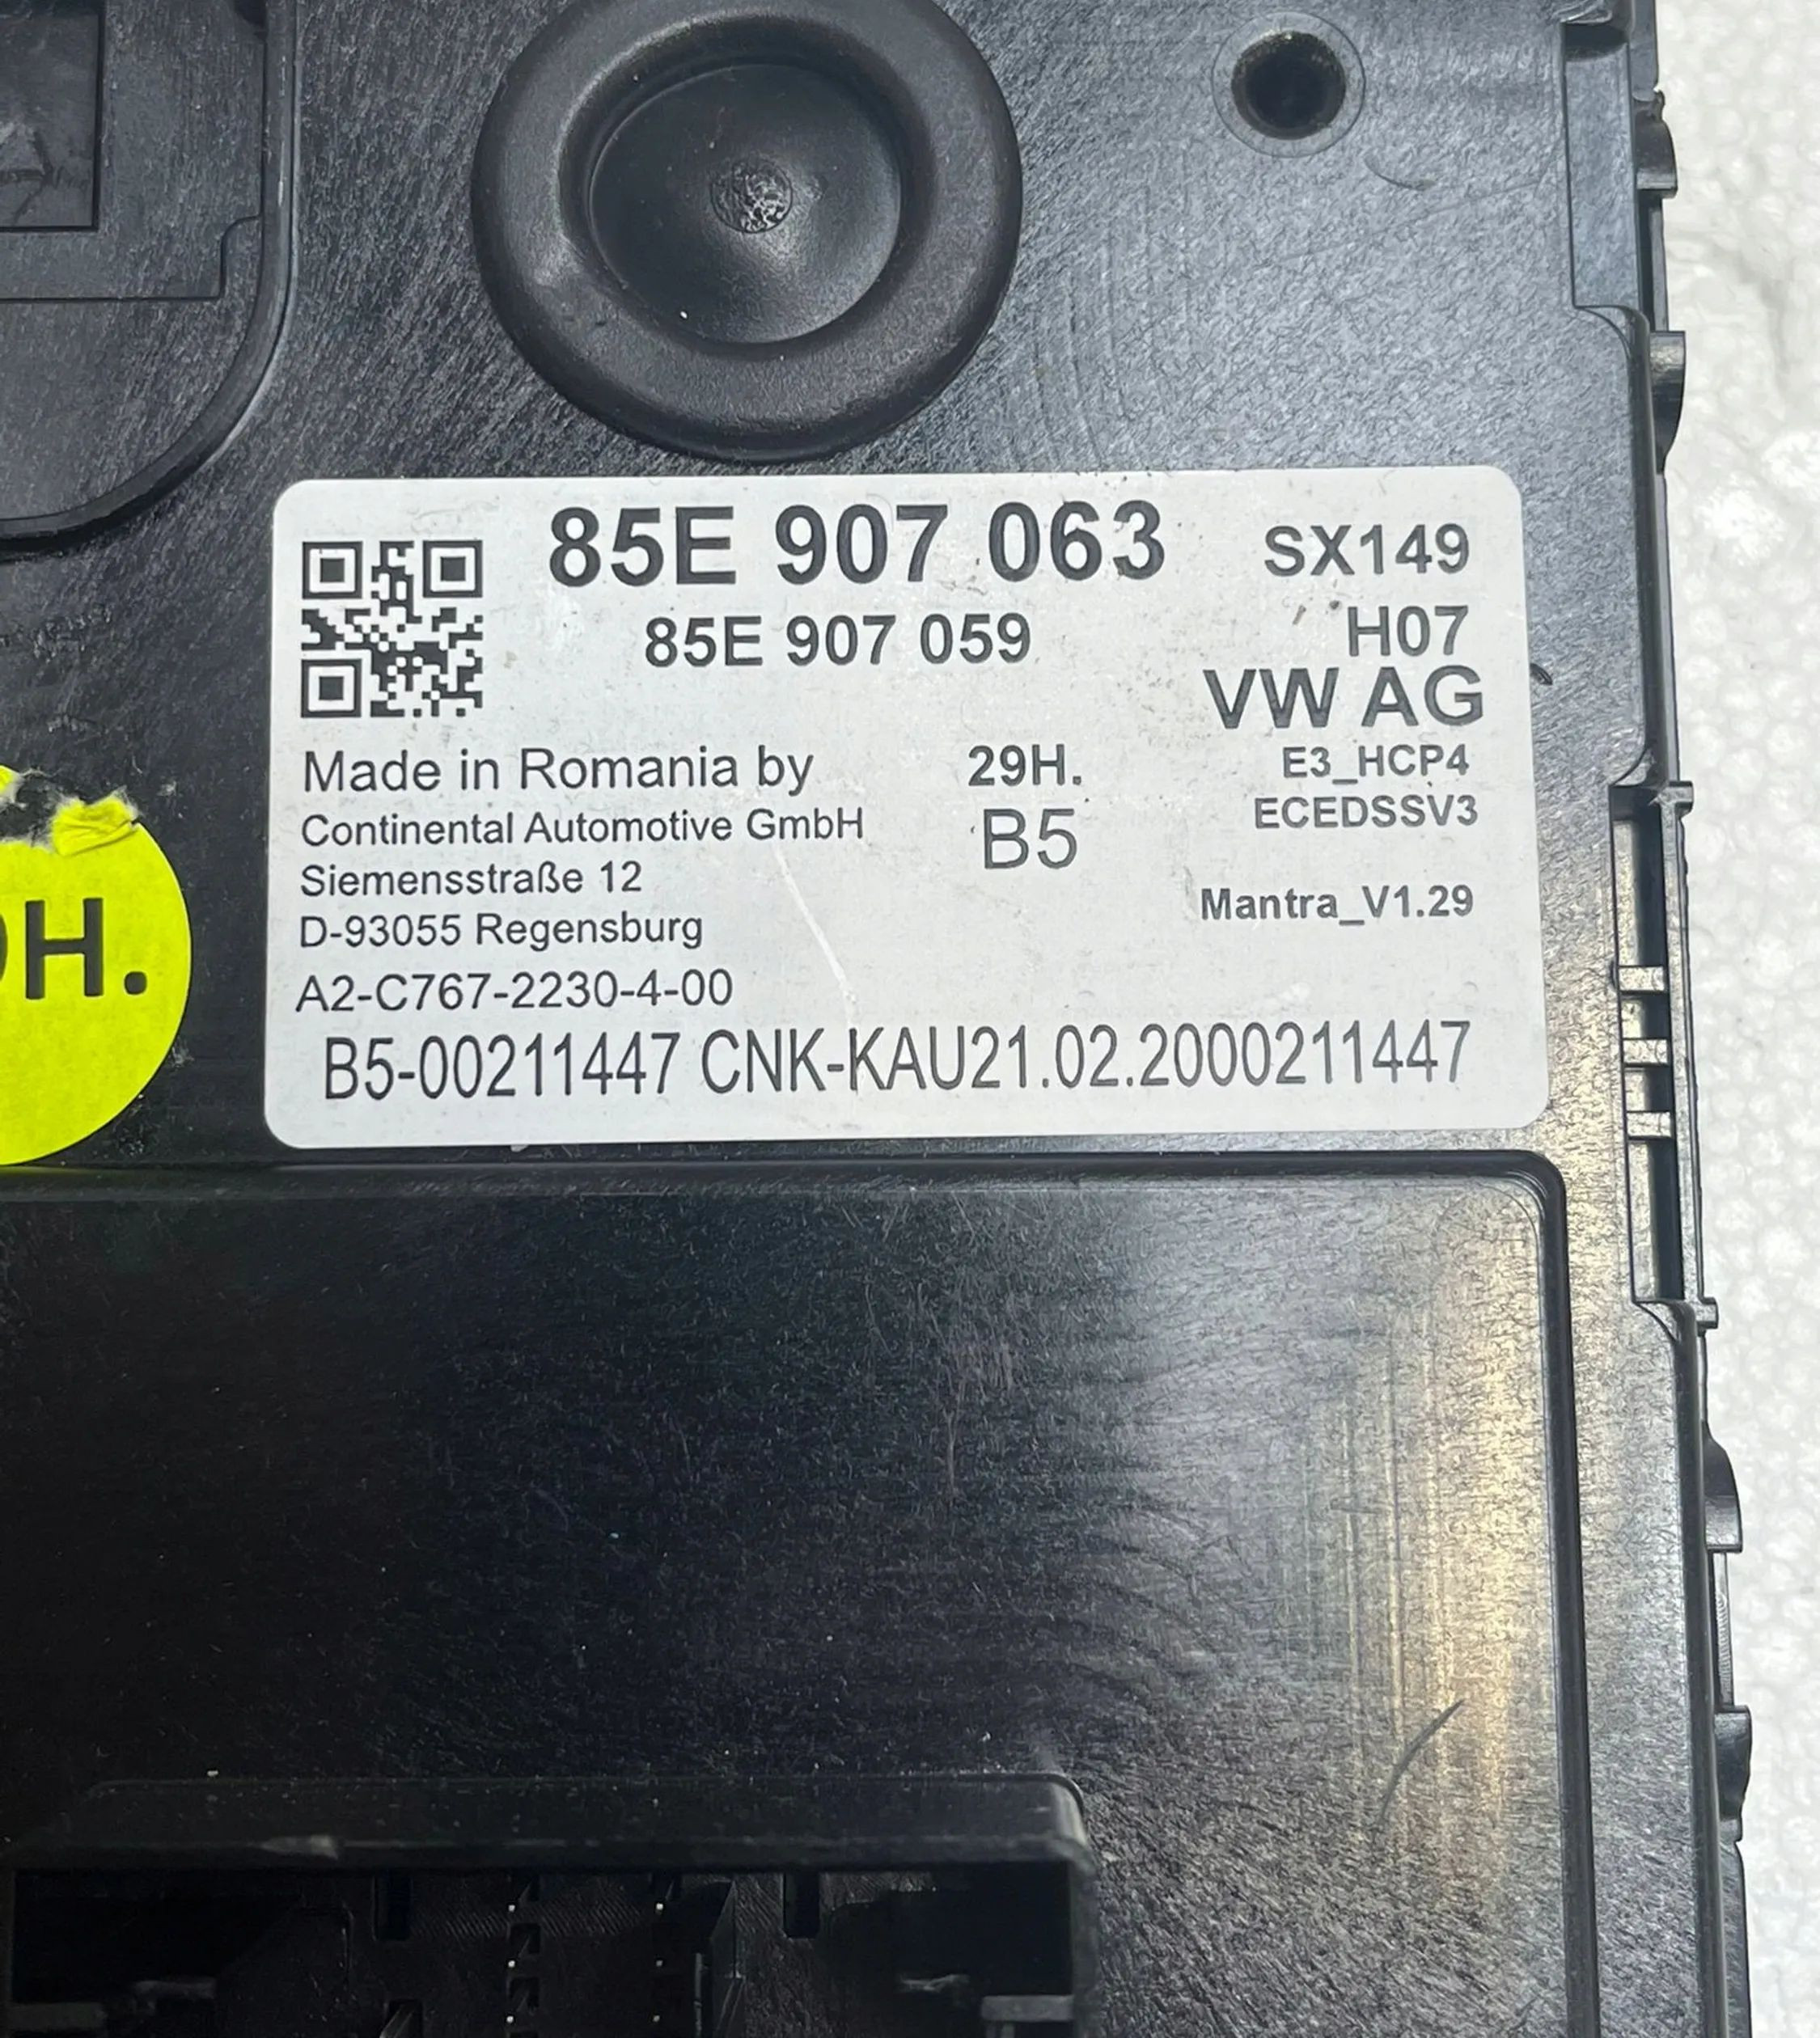 85E 907 063 SX149
85E 907 059 H07
VW AG
Made in Romania by 29H. E3_HCP4
Continental Automotive GmbH B5 ECEDSSV3
Siemensstraße 12
D-93055 Regensburg Mantra_V1.29
A2-C767-2230-4-00
B5-00211447 CNK-KAU21.02.2000211447
H.